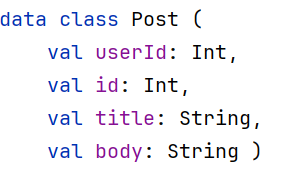 data class Post (
    val userId: Int,
    val id: Int,
    val title: String,
    val body: String )